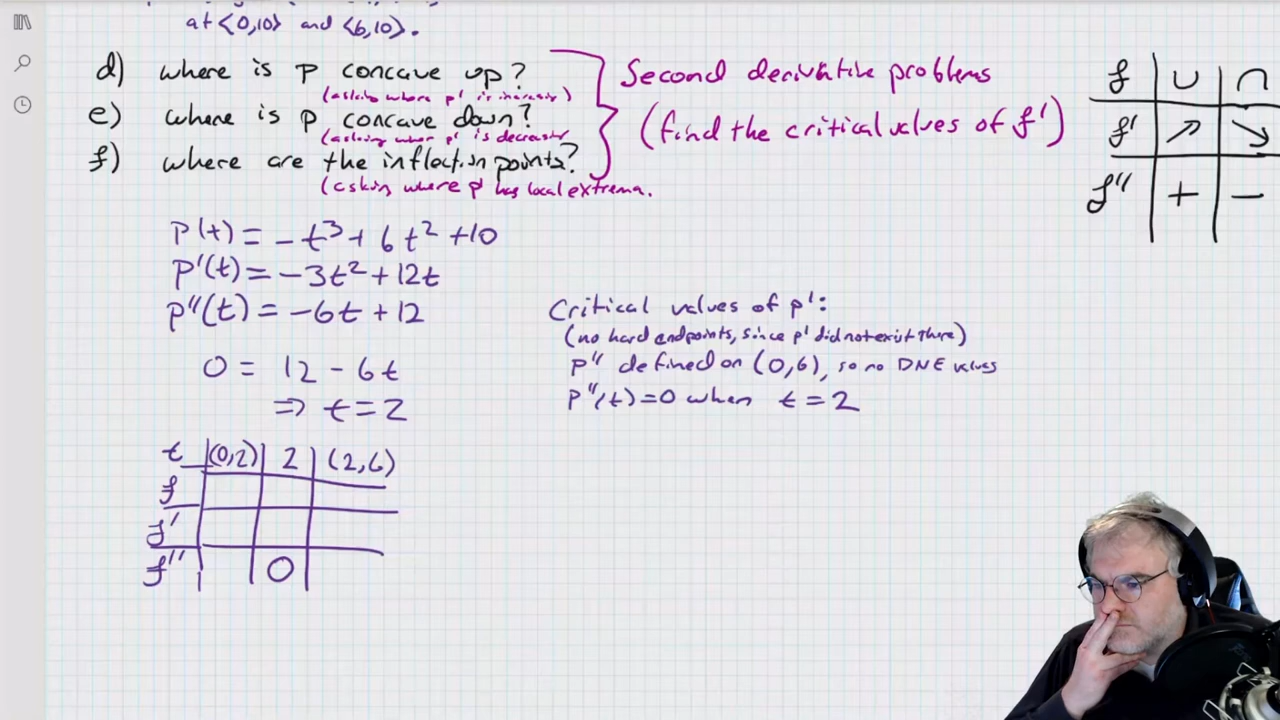 at <0,10> and <6,10>.
d) where is p concave up?
(asking where p' is increasing)
e) where is p concave down?
(asking where p' is decreasing
f) where are the inflection points?
(asking where p' has local extrema.
Second derivative problems
(find the critical values of f')
f ∪ ∩
f' ↗ ↘
f'' + −
P(t) = −t³ + 6t² + 10
P'(t) = −3t² + 12t
P''(t) = −6t + 12
0 = 12 − 6t
⇒ t = 2
Critical values of p':
(no hard endpoints, since p' did not exist there)
P'' defined on (0,6), so no DNE values
P''(t) = 0 when t = 2
t (0,2) 2 (2,6)
f
f'
f'' 0